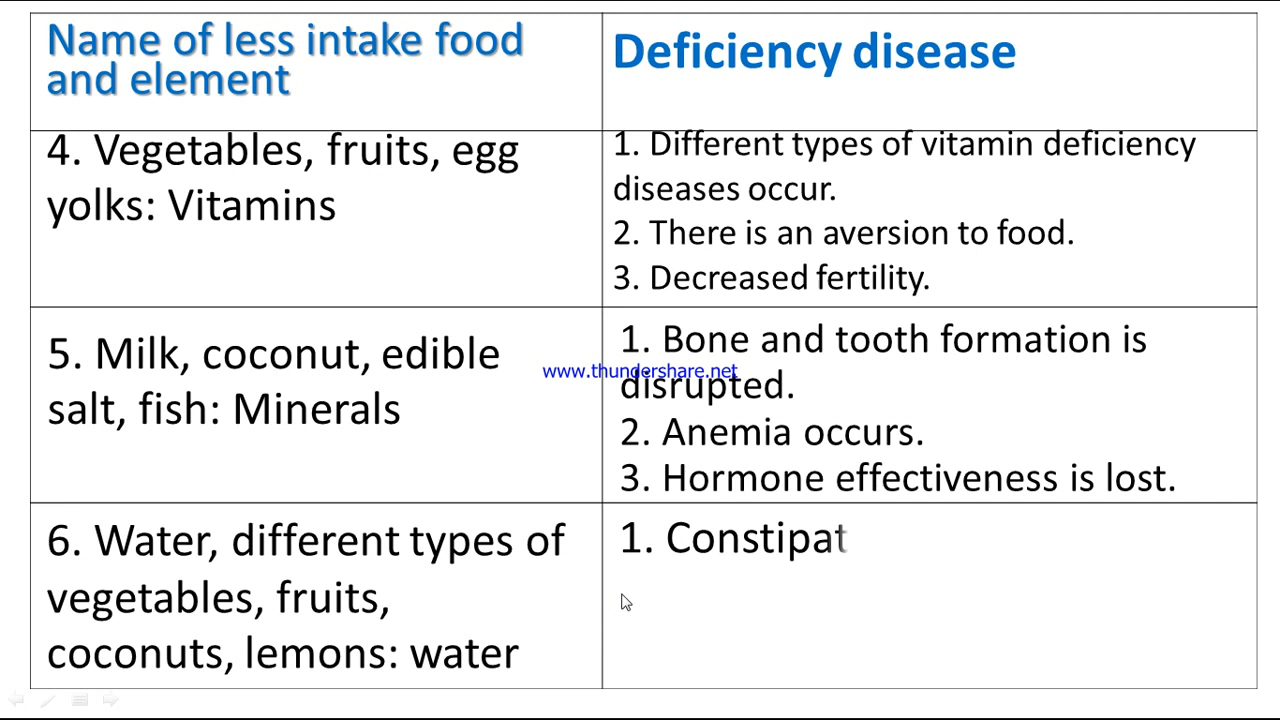 Name of less intake food
and element
Deficiency disease
4. Vegetables, fruits, egg
yolks: Vitamins
1. Different types of vitamin deficiency
diseases occur.
2. There is an aversion to food.
3. Decreased fertility.
5. Milk, coconut, edible
salt, fish: Minerals
1. Bone and tooth formation is
disrupted.
2. Anemia occurs.
3. Hormone effectiveness is lost.
www.thundershare.net
6. Water, different types of
vegetables, fruits,
coconuts, lemons: water
1. Constipat